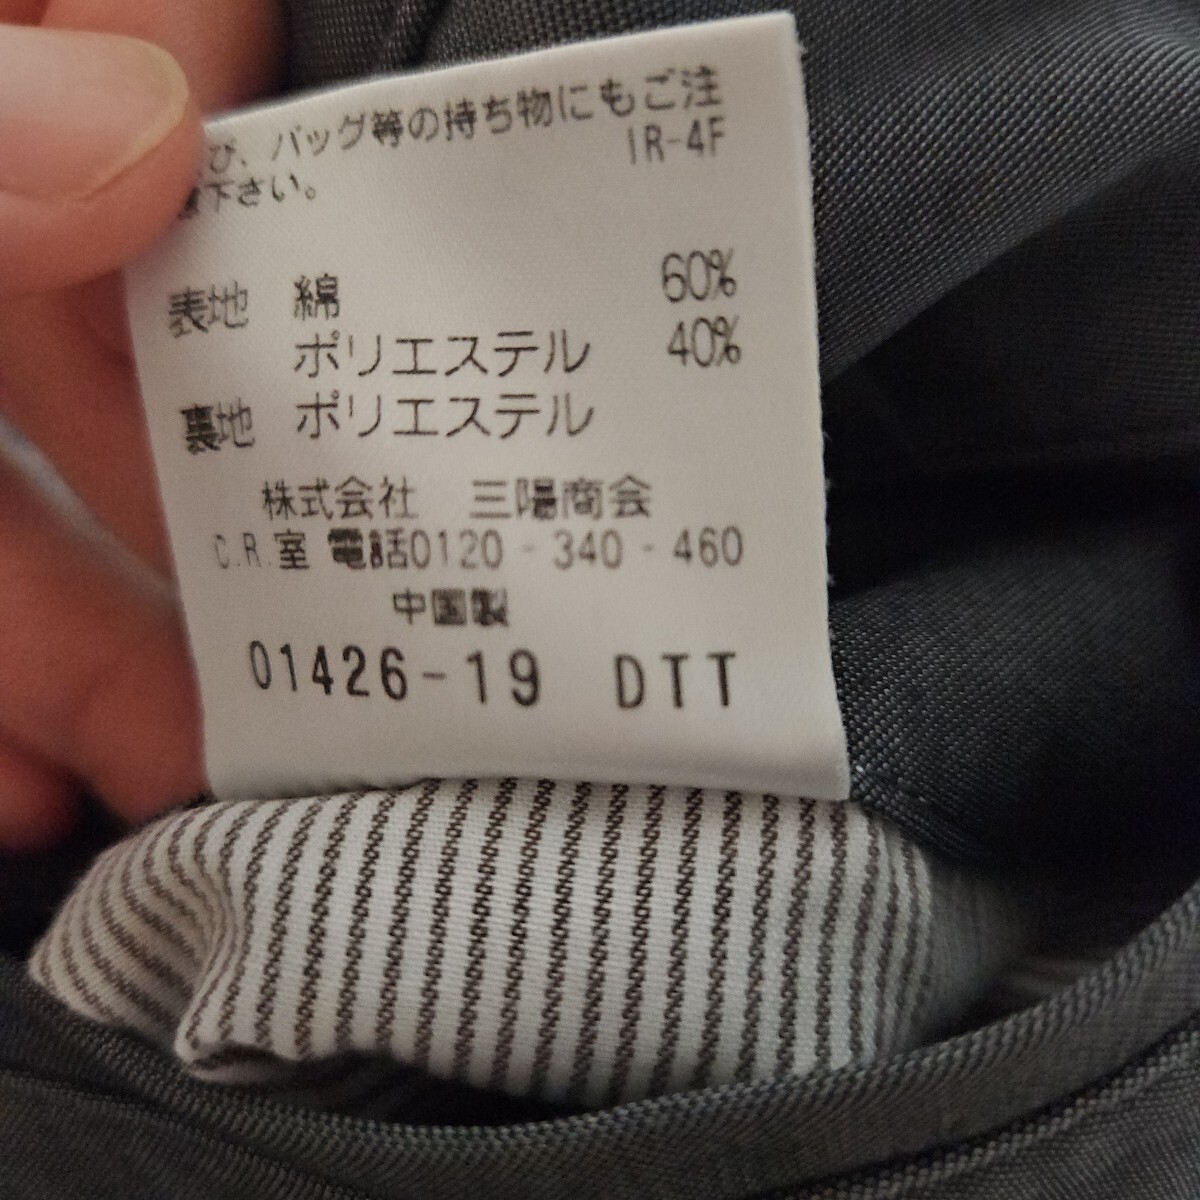 び、バッグ等の持ち物にもご注
下さい。
IR-4F
表地 綿 60%
ポリエステル 40%
裏地 ポリエステル
株式会社 三陽商会
C.R.室 電話0120-340-460
中国製
01426-19 DTT